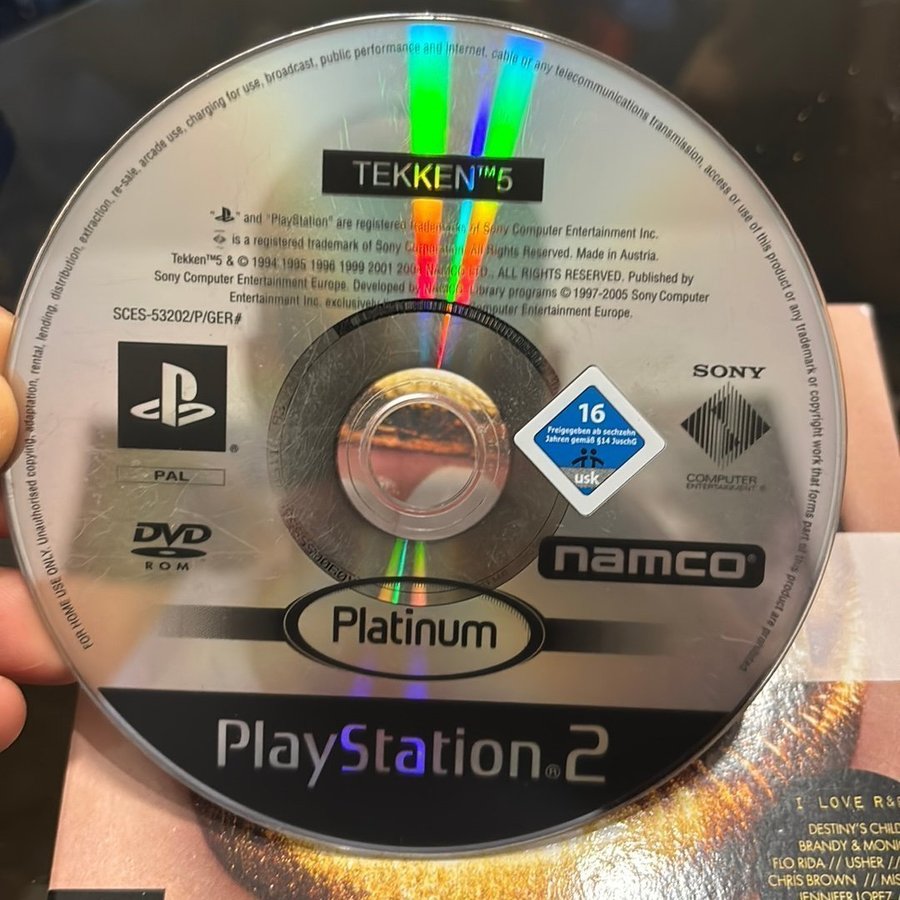 FOR HOME USE ONLY. Unauthorised copying, adaptation, rental, lending, distribution, extraction, re-sale, arcade use, charging for use, broadcast, public performance and internet, cable or any telecommunications transmission, access or use of this product or any trademark or copyright work that forms part of this product are prohibited
TEKKEN™5
" " and "PlayStation" are registered trademarks of Sony Computer Entertainment Inc.
is a registered trademark of Sony Corporation. All Rights Reserved. Made in Austria.
Tekken™5 & © 1994 1995 1996 1999 2001 NAMCO LTD., ALL RIGHTS RESERVED. Published by
Sony Computer Entertainment Europe. Developed by NAMCO. Library programs © 1997-2005 Sony Computer
Entertainment Inc. exclusively Computer Entertainment Europe.
SCES-53202/P/GER#
PAL
DVD
ROM
16
Freigegeben ab sechzehn
Jahren gemäß §14 JuschG
usk
SONY
COMPUTER
ENTERTAINMENT ®
namco®
Platinum
PlayStation®2
I LOVE R&
DESTINY'S CHIL
BRANDY & MONI
FLO RIDA // USHER //
CHRIS BROWN // MIS
JENNIFER LOPEZ